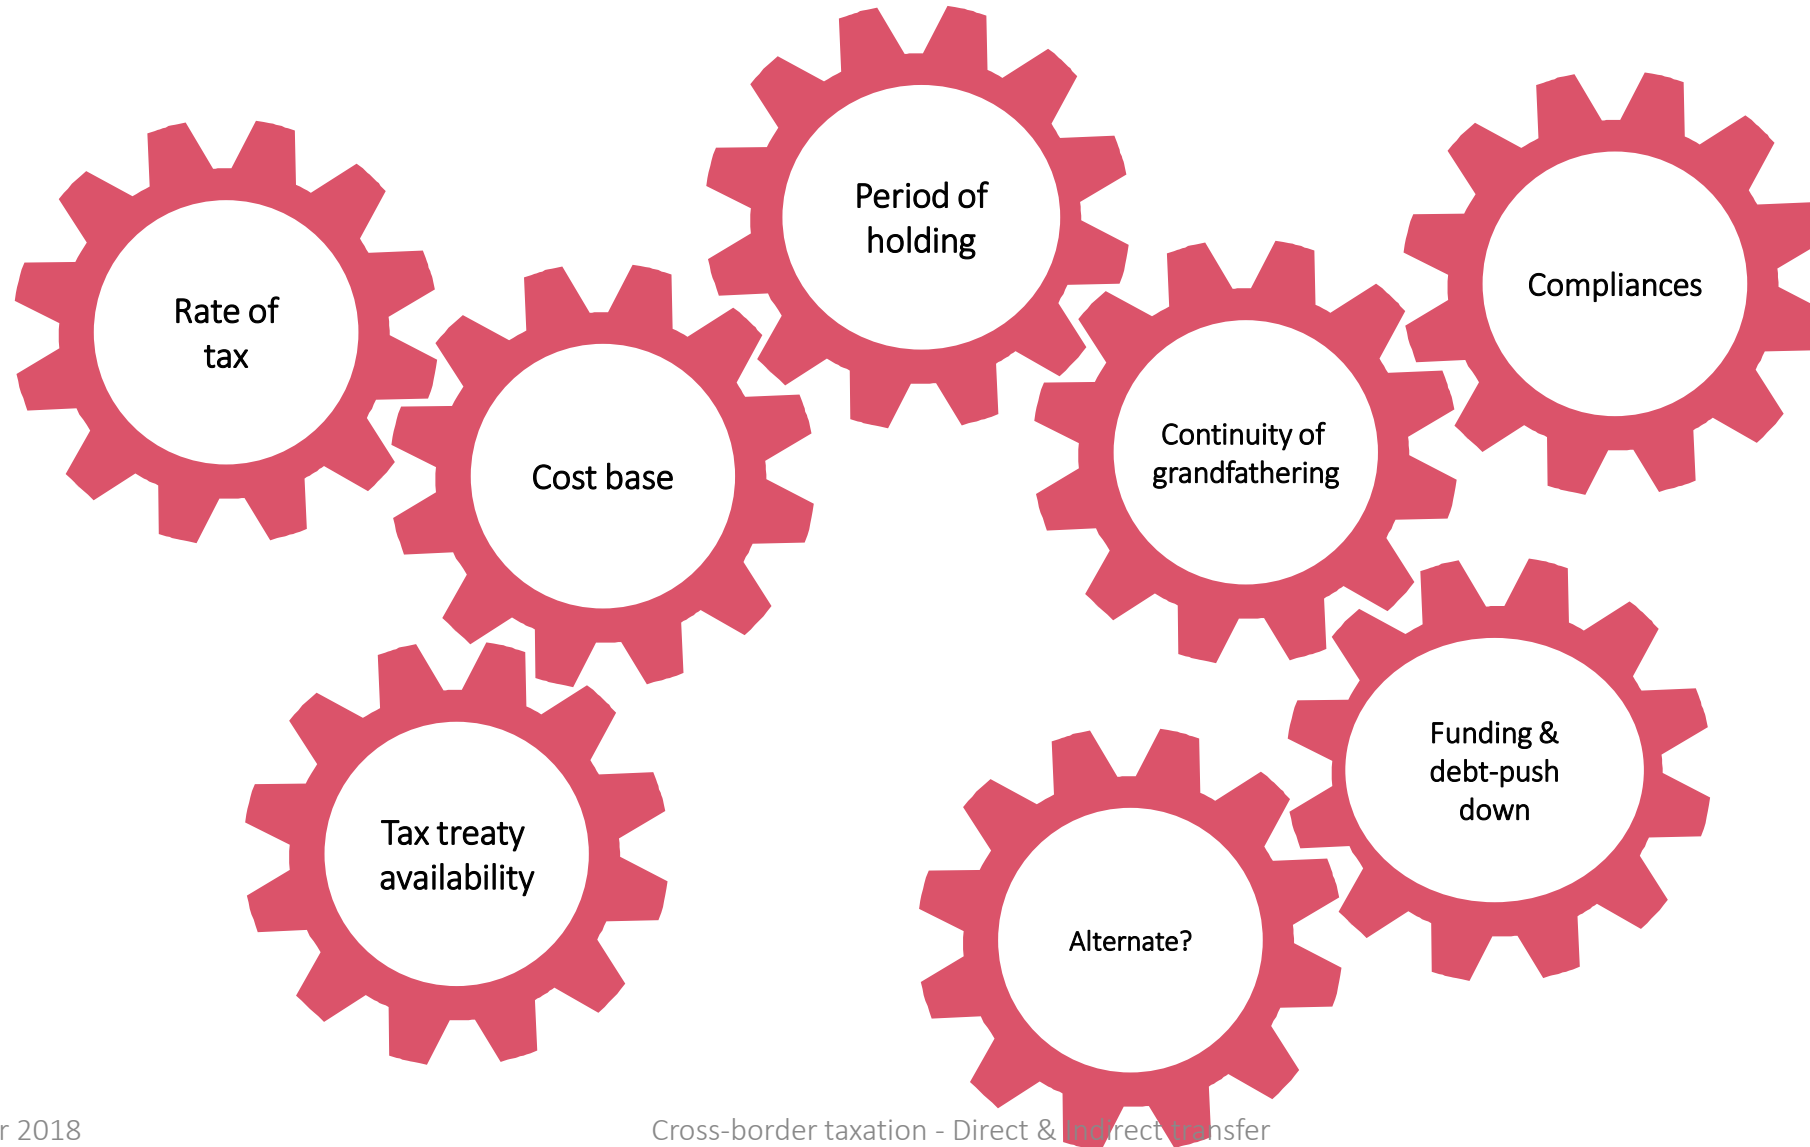 Period of
holding
Compliances
Rate of
tax
Continuity of
grandfathering
Cost base
Funding &
debt-push
down
Tax treaty
availability
Alternate?
r 2018
Cross-border taxation - Direct & Indirect transfer